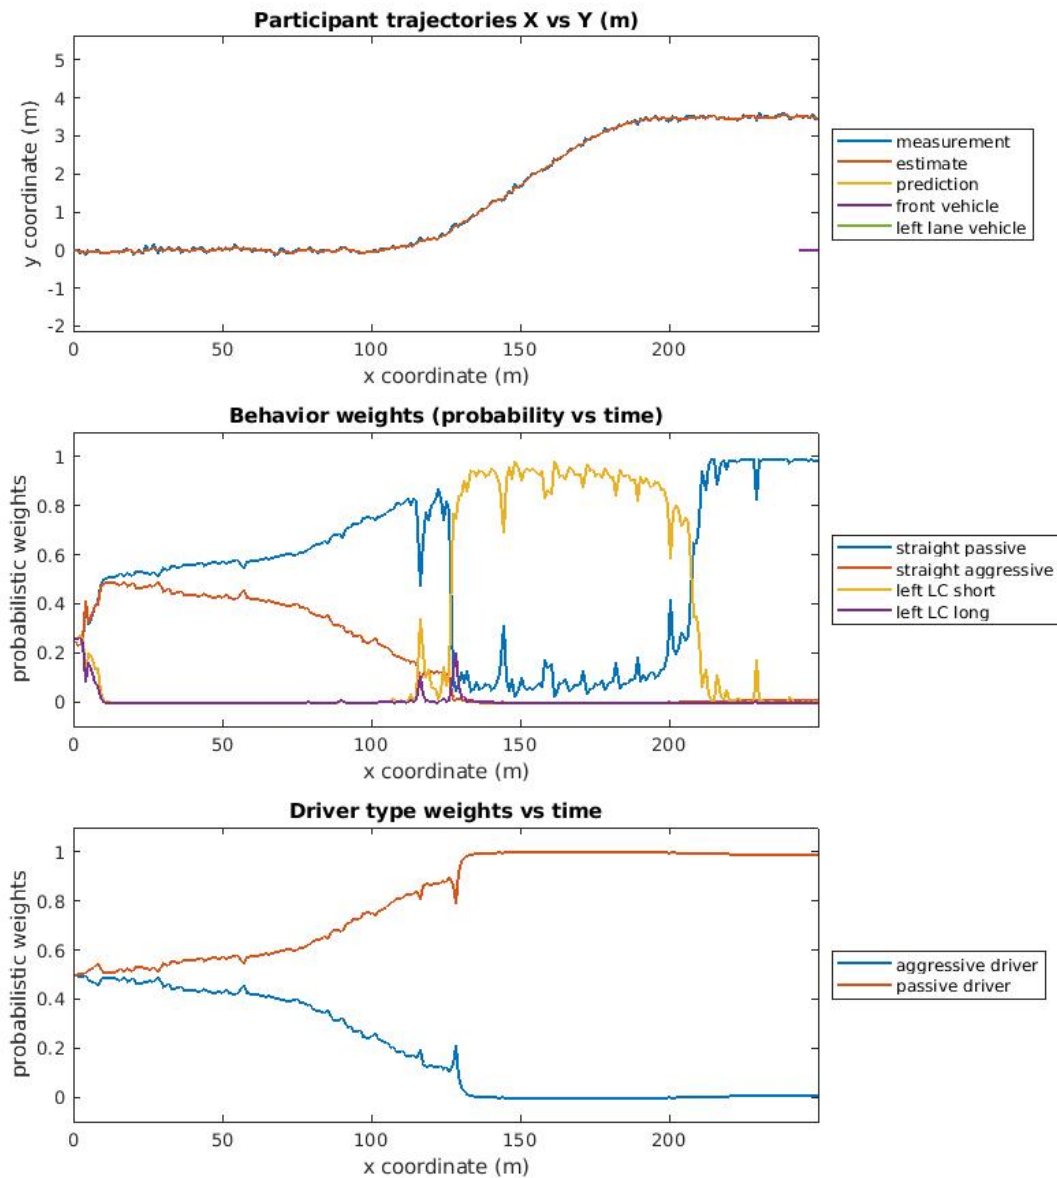 Participant trajectories X vs Y (m)
y coordinate (m)
5
4
3
2
1
0
-1
-2
0 50 100 150 200
x coordinate (m)
measurement
estimate
prediction
front vehicle
left lane vehicle
Behavior weights (probability vs time)
probabilistic weights
1
0.8
0.6
0.4
0.2
0
0 50 100 150 200
x coordinate (m)
straight passive
straight aggressive
left LC short
left LC long
Driver type weights vs time
probabilistic weights
1
0.8
0.6
0.4
0.2
0
0 50 100 150 200
x coordinate (m)
aggressive driver
passive driver